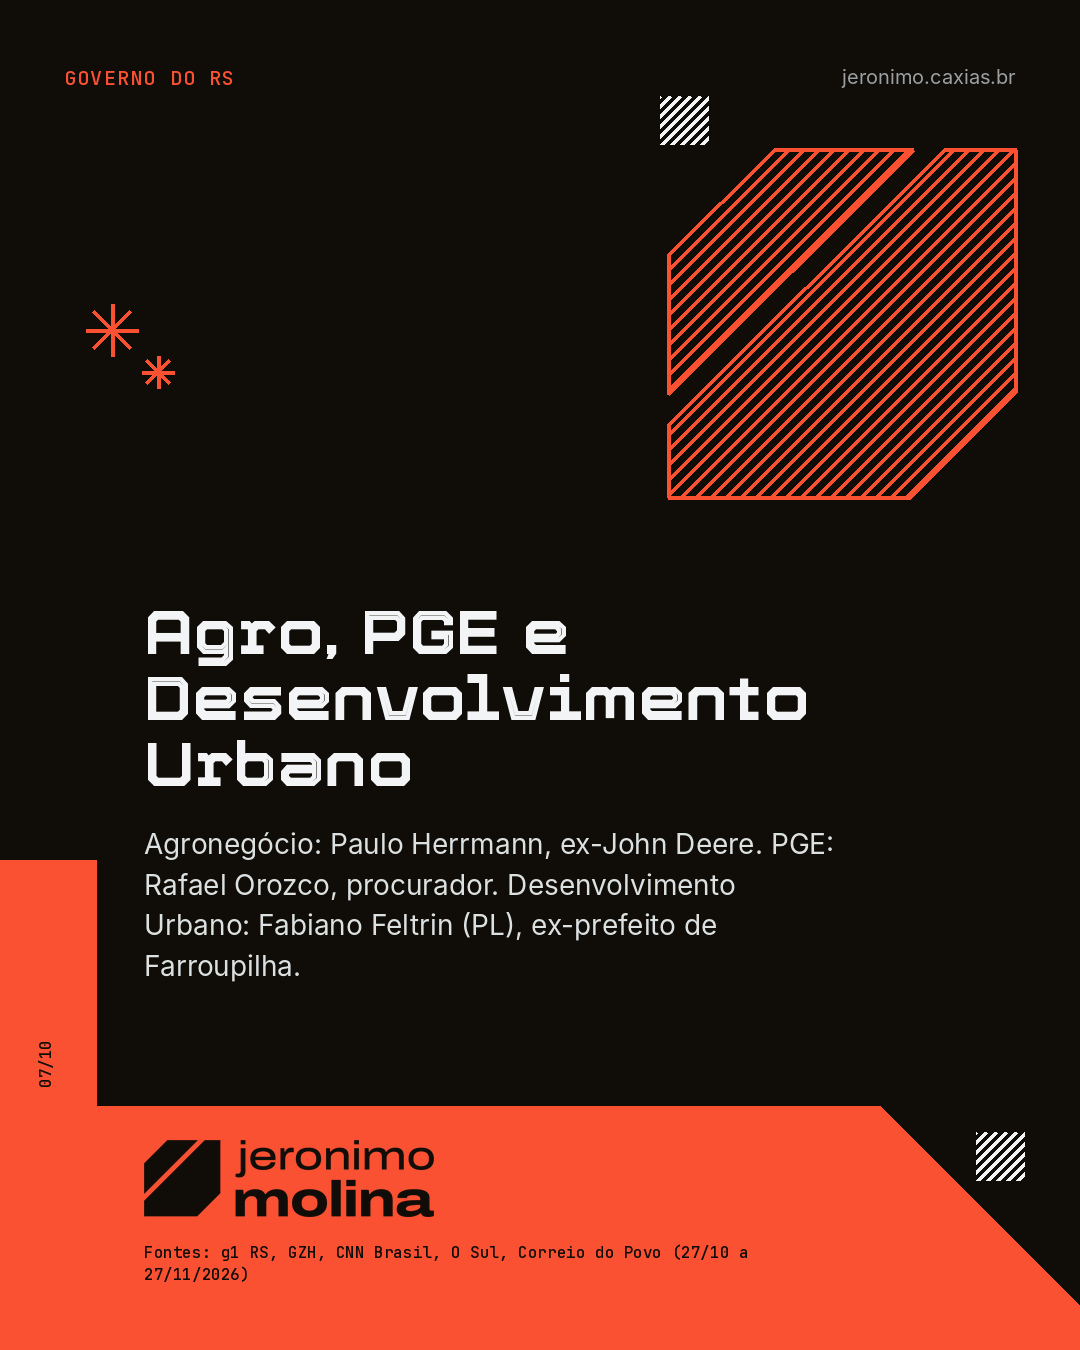 GOVERNO DO RS
jeronimo.caxias.br
Agro, PGE e
Desenvolvimento
Urbano
Agronegócio: Paulo Herrmann, ex-John Deere. PGE:
Rafael Orozco, procurador. Desenvolvimento
Urbano: Fabiano Feltrin (PL), ex-prefeito de
Farroupilha.
07/10
jeronimo
molina
Fontes: g1 RS, GZH, CNN Brasil, O Sul, Correio do Povo (27/10 a
27/11/2026)